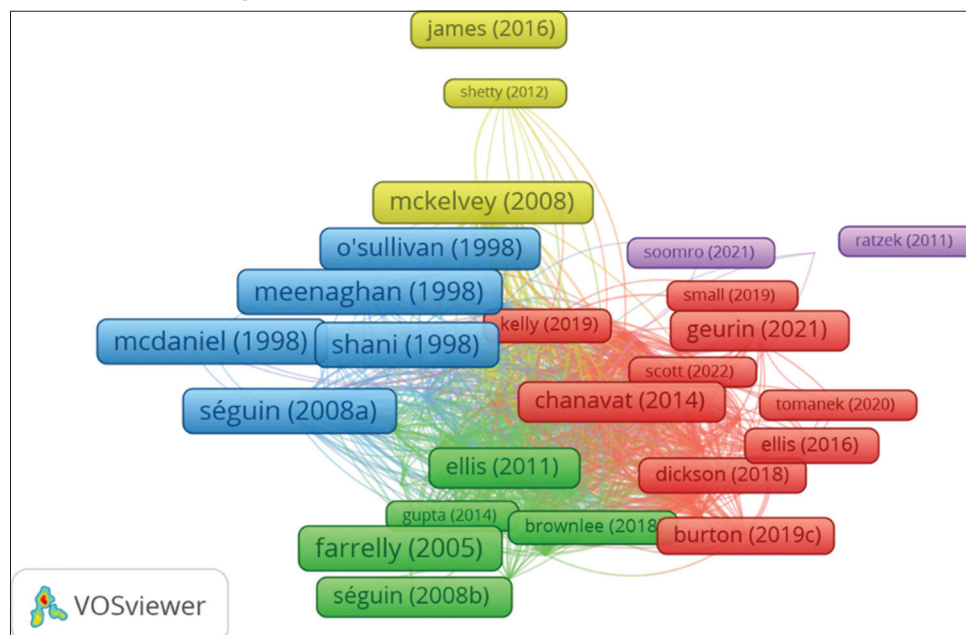 james (2016)
shetty (2012)
mckelvey (2008)
o'sullivan (1998)
soomro (2021)
ratzek (2011)
meenaghan (1998)
small (2019)
kelly (2019)
geurin (2021)
mcdaniel (1998)
shani (1998)
scott (2022)
chanavat (2014)
séguin (2008a)
tomanek (2020)
ellis (2016)
ellis (2011)
dickson (2018)
gupta (2014)
brownlee (2018
burton (2019c)
farrelly (2005)
séguin (2008b)
VOSviewer